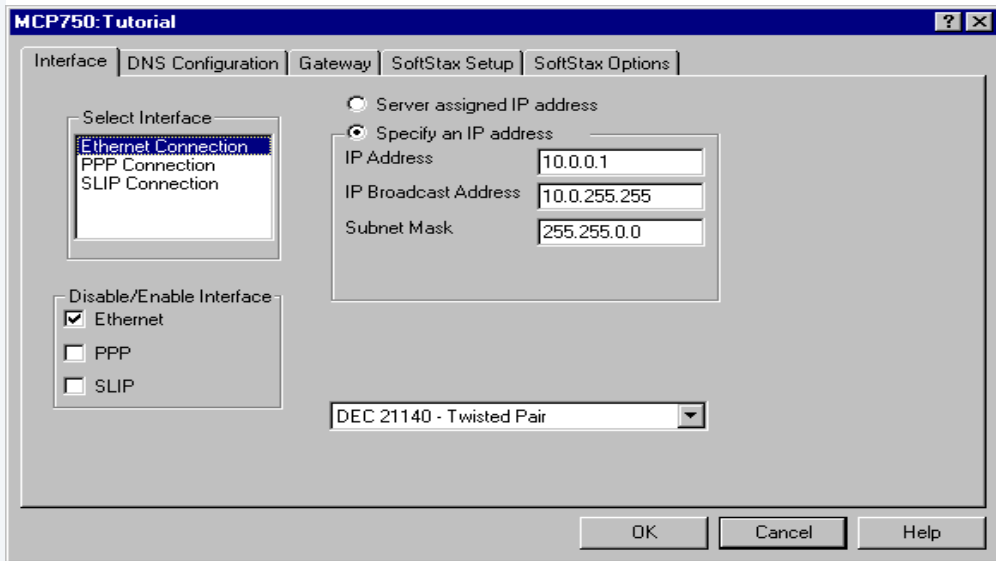 MCP750:Tutorial
Interface
DNS Configuration
Gateway
SoftStax Setup
SoftStax Options
Select Interface
Ethernet Connection
PPP Connection
SLIP Connection
Disable/Enable Interface
Ethernet
PPP
SLIP
Server assigned IP address
Specify an IP address
IP Address
10.0.0.1
IP Broadcast Address
10.0.255.255
Subnet Mask
255.255.0.0
DEC 21140 - Twisted Pair
OK
Cancel
Help